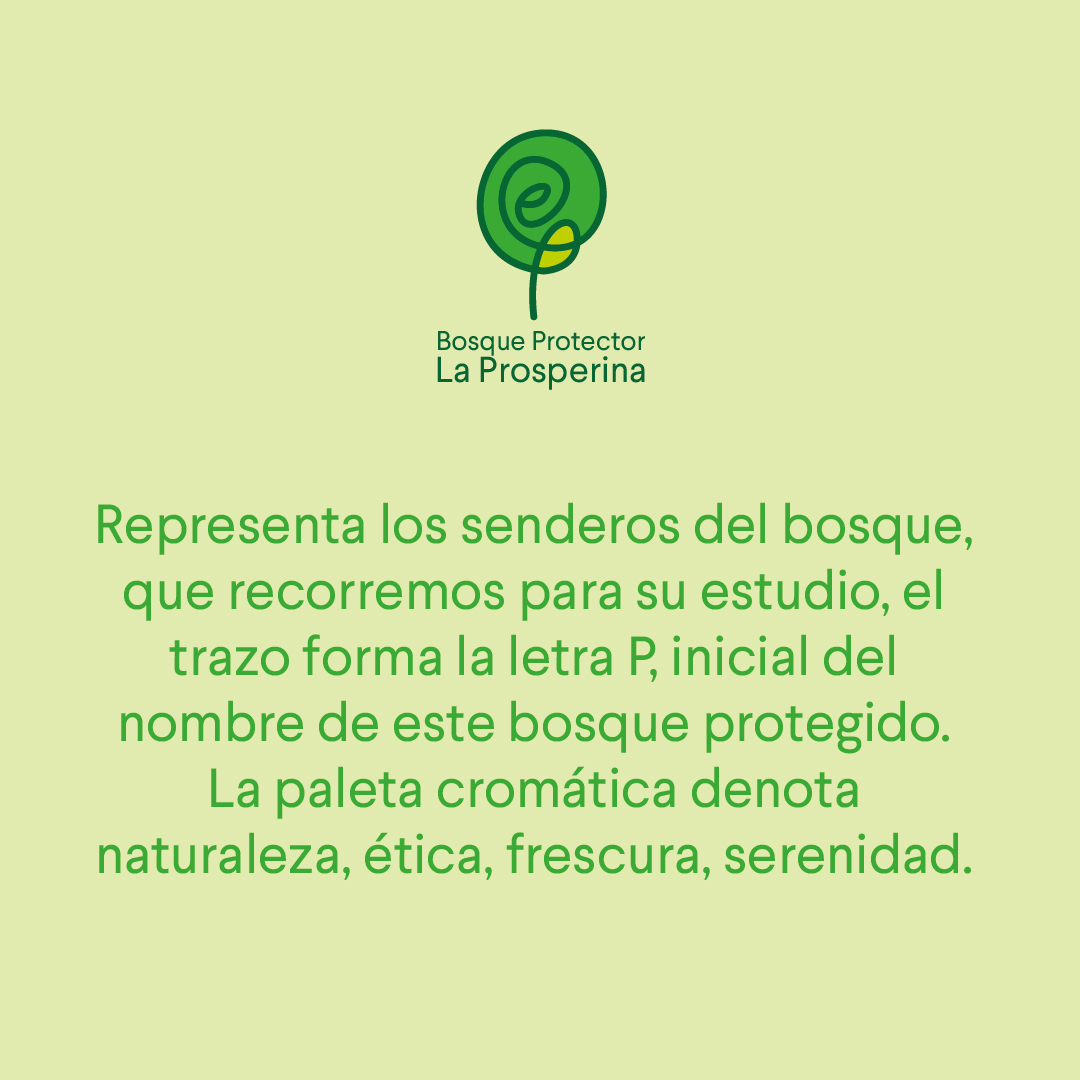 Bosque Protector
La Prosperina
Representa los senderos del bosque,
que recorremos para su estudio, el
trazo forma la letra P, inicial del
nombre de este bosque protegido.
La paleta cromática denota
naturaleza, ética, frescura, serenidad.